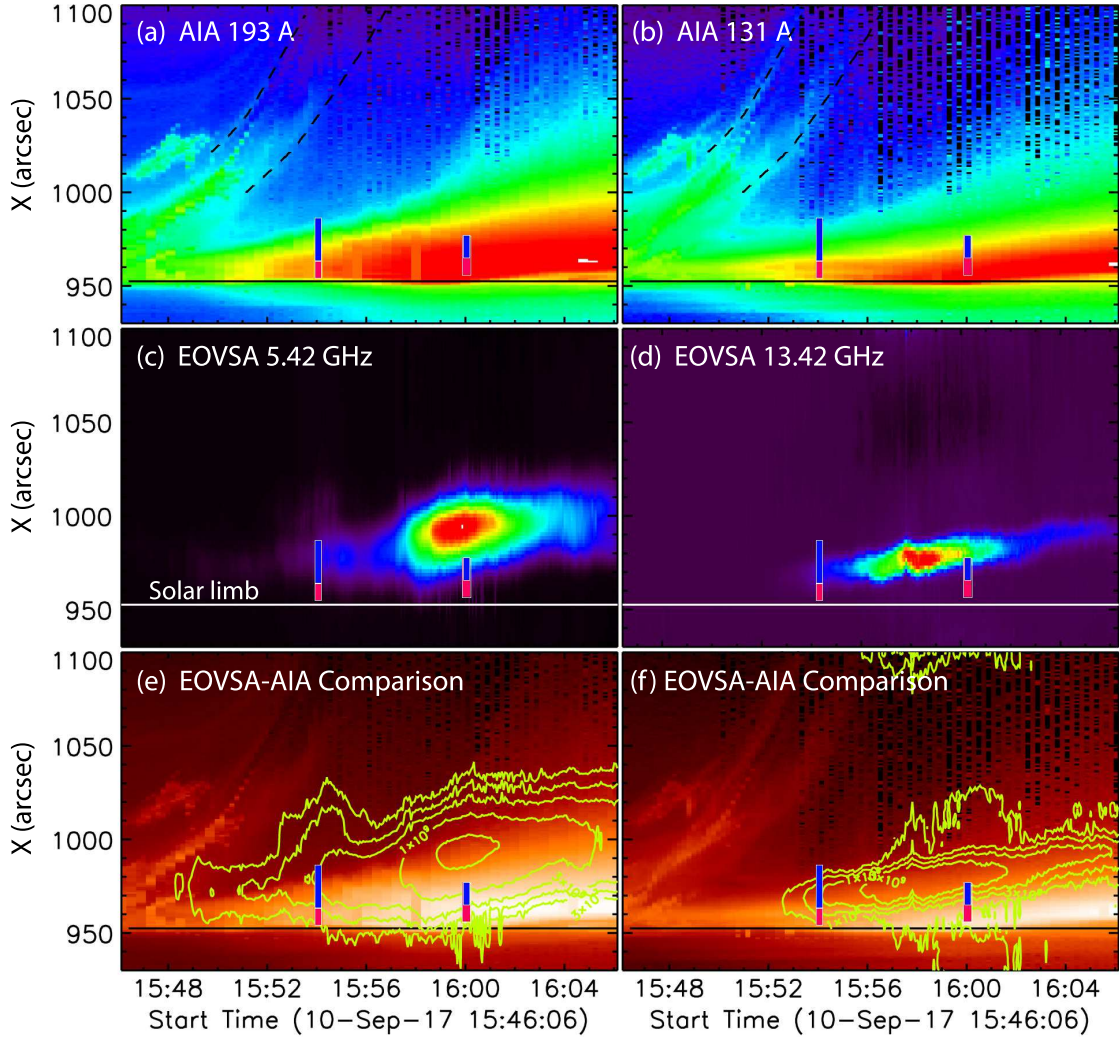 (a) AIA 193 A
(b) AIA 131 A
1100
1050
1000
950
X (arcsec)
(c) EOVSA 5.42 GHz
(d) EOVSA 13.42 GHz
1100
1050
1000
950
X (arcsec)
Solar limb
(e) EOVSA-AIA Comparison
(f) EOVSA-AIA Comparison
1100
1050
1000
950
X (arcsec)
1×10⁹
15:48 15:52 15:56 16:00 16:04
15:48 15:52 15:56 16:00 16:04
Start Time (10-Sep-17 15:46:06)
Start Time (10-Sep-17 15:46:06)